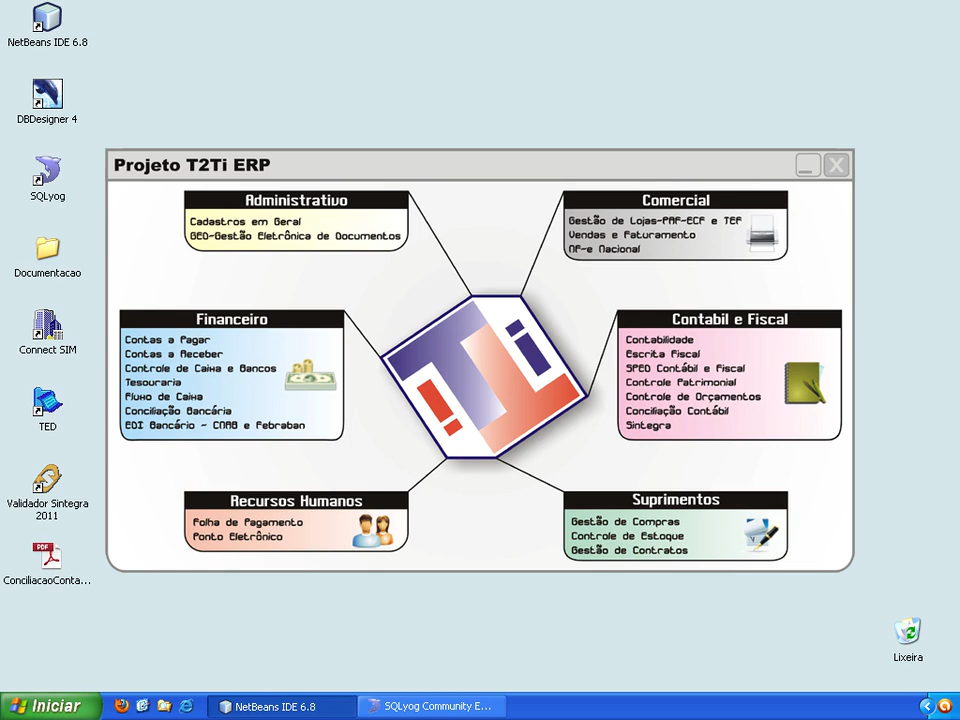 NetBeans IDE 6.8
DBDesigner 4
SQLyog
Documentacao
Connect SIM
TED
Validador Sintegra
2011
PDF
ConciliacaoConta...
Projeto T2Ti ERP
Administrativo
Cadastros em Geral
GED-Gestão Eletrônica de Documentos
Comercial
Gestão de Lojas-PAF-ECF e TEF
Vendas e Faturamento
NF-e Nacional
Financeiro
Contas a Pagar
Contas a Receber
Controle de Caixa e Bancos
Tesouraria
Fluxo de Caixa
Conciliação Bancária
EDI Bancário - CNAB e Febraban
Contabil e Fiscal
Contabilidade
Escrita Fiscal
SPED Contábil e Fiscal
Controle Patrimonial
Controle de Orçamentos
Conciliação Contábil
Sintegra
Recursos Humanos
Folha de Pagamento
Ponto Eletrônico
Suprimentos
Gestão de Compras
Controle de Estoque
Gestão de Contratos
Lixeira
Iniciar
NetBeans IDE 6.8
SQLyog Community E...